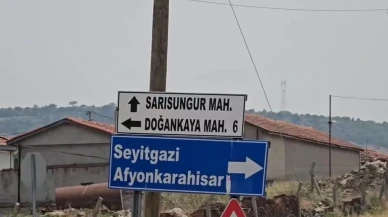 SARISUNGUR MAH.
DOĞANKAYA MAH. 6
Seyitgazi
Afyonkarahisar